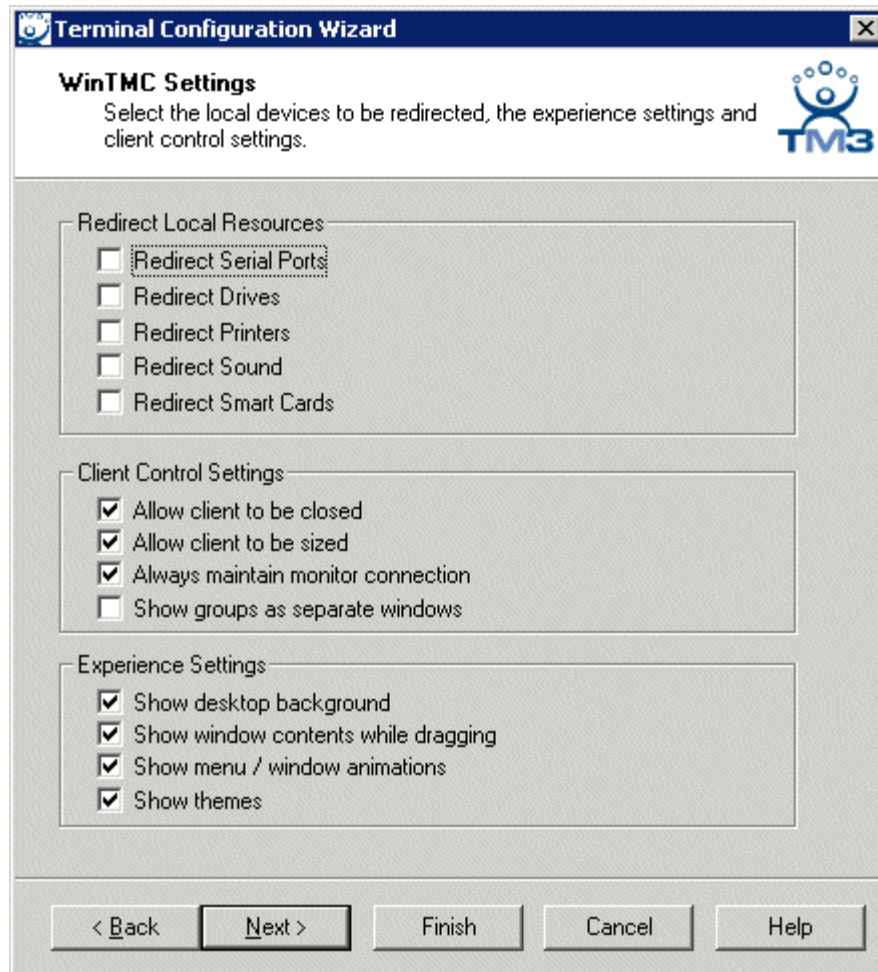 Terminal Configuration Wizard
WinTMC Settings
Select the local devices to be redirected, the experience settings and
client control settings.
TM3
Redirect Local Resources
Redirect Serial Ports
Redirect Drives
Redirect Printers
Redirect Sound
Redirect Smart Cards
Client Control Settings
Allow client to be closed
Allow client to be sized
Always maintain monitor connection
Show groups as separate windows
Experience Settings
Show desktop background
Show window contents while dragging
Show menu / window animations
Show themes
< Back Next > Finish Cancel Help